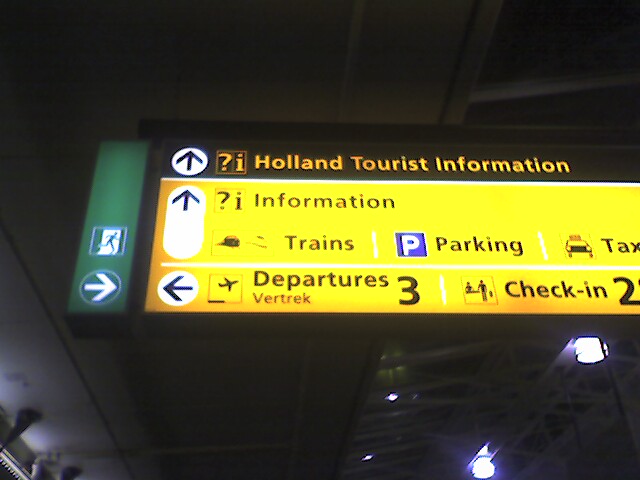 ?i Holland Tourist Information
?i Information
Trains P Parking
Departures 3 Check-in
Vertrek